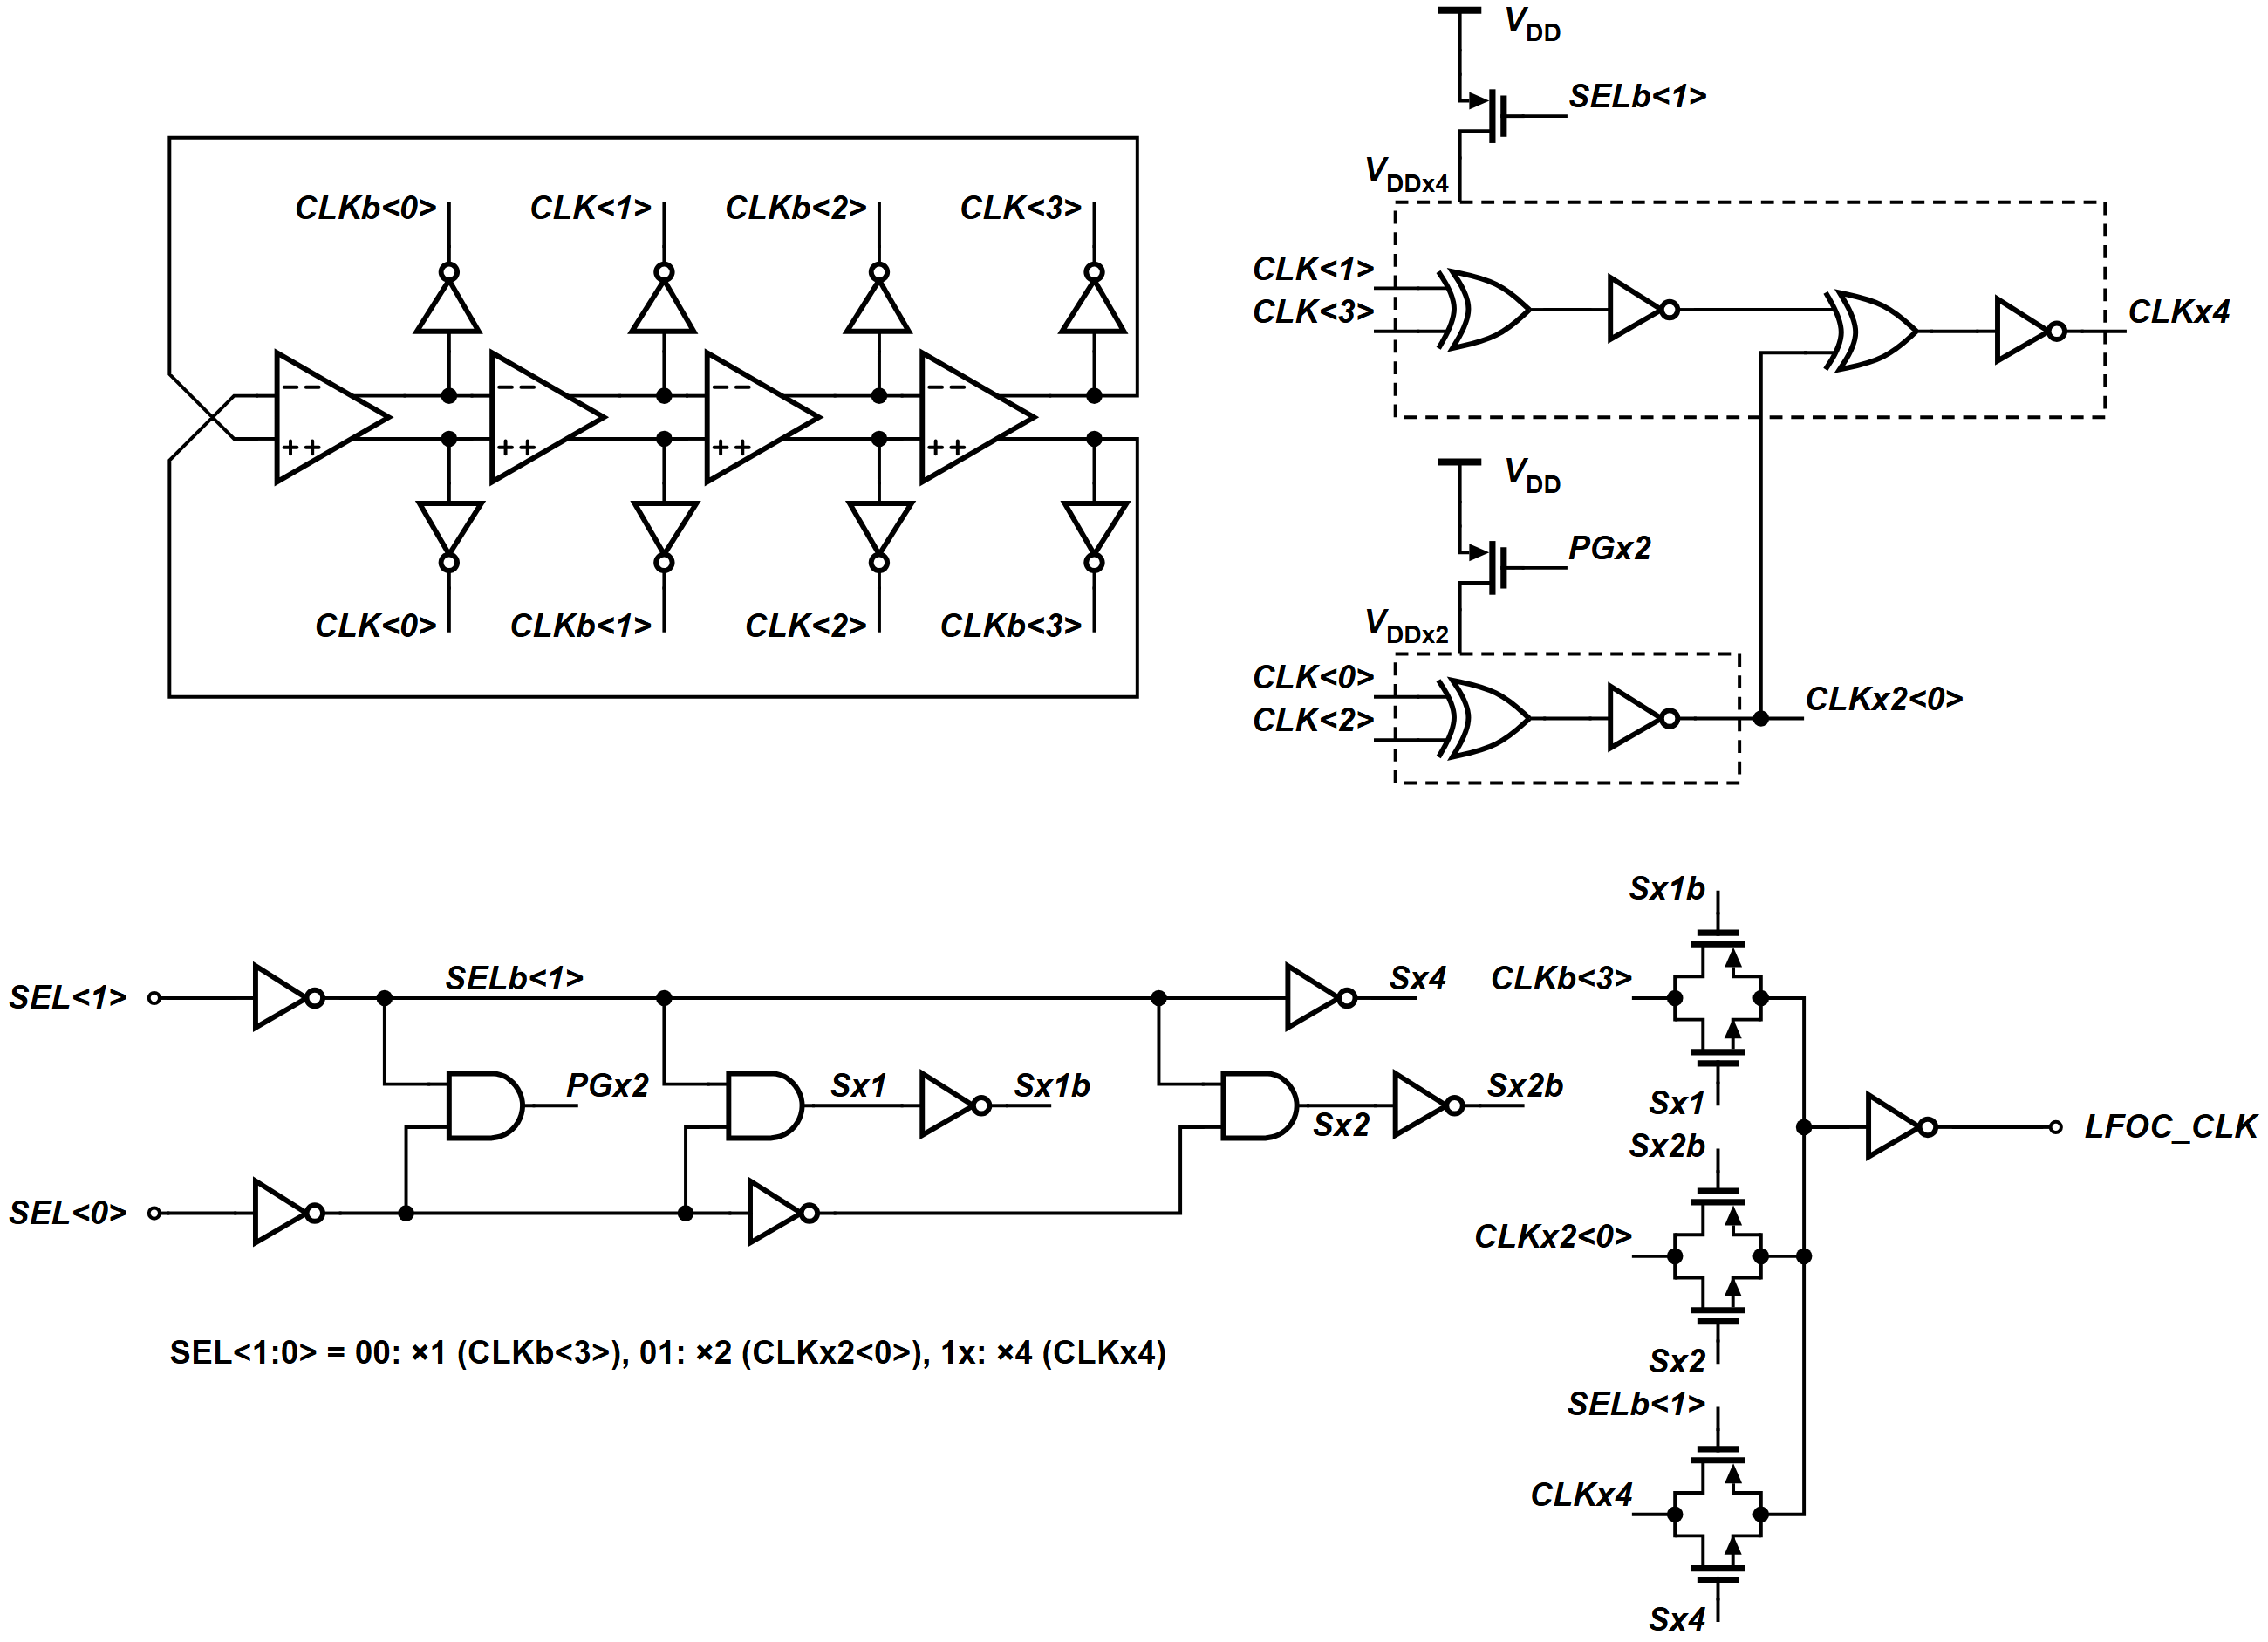 VDD
SELb<1>
VDDx4
CLKb<0>
CLK<1>
CLKb<2>
CLK<3>
CLK<1>
CLK<3>
CLKx4
− −
− −
− −
− −
+ +
+ +
+ +
+ +
VDD
PGx2
VDDx2
CLK<0>
CLKb<1>
CLK<2>
CLKb<3>
CLK<0>
CLK<2>
CLKx2<0>
SEL<1>
SELb<1>
Sx4
PGx2
Sx1
Sx1b
Sx2
Sx2b
SEL<0>
Sx1b
CLKb<3>
Sx1
Sx2b
LFOC_CLK
CLKx2<0>
Sx2
SELb<1>
CLKx4
Sx4
SEL<1:0> = 00: ×1 (CLKb<3>), 01: ×2 (CLKx2<0>), 1x: ×4 (CLKx4)